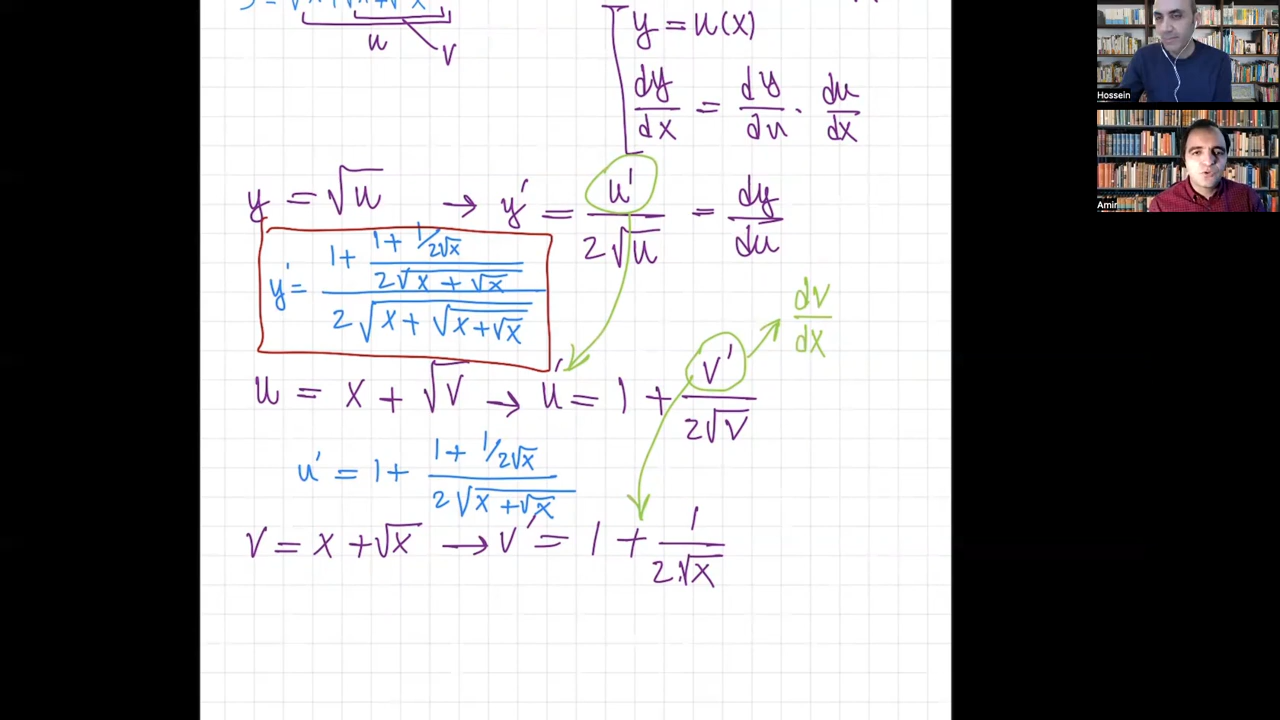 y = √x+√x+√x
u
v
y = u(x)
dy/dx = dy/du · du/dx
y = √u → y' = u'/2√u = dy/du
y' = (1 + (1 + 1/2√x)/(2√(x + √x)))/(2√(x + √(x+√x)))
dv/dx
u = x + √v → u' = 1 + v'/2√v
u' = 1 + (1 + 1/2√x)/(2√(x + √x))
v = x + √x → v' = 1 + 1/2√x
Hossein
Amir